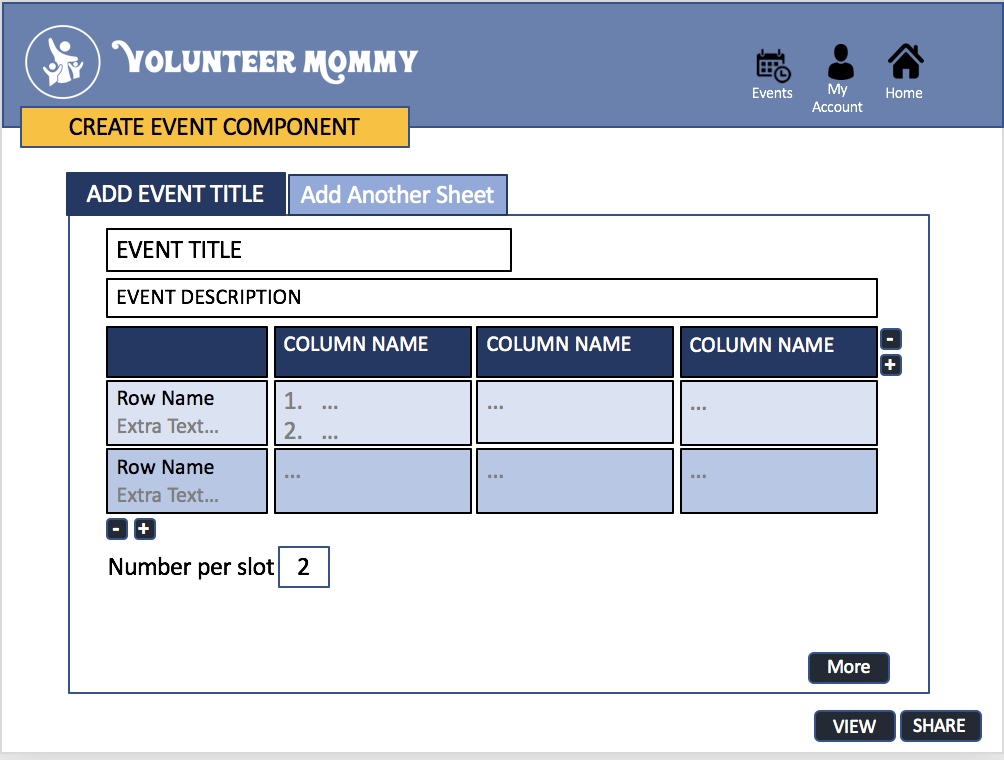 VOLUNTEER MOMMY
Events
My
Account
Home
CREATE EVENT COMPONENT
ADD EVENT TITLE
Add Another Sheet
EVENT TITLE
EVENT DESCRIPTION
COLUMN NAME
COLUMN NAME
COLUMN NAME
-
+
Row Name
Extra Text...
1. ...
2. ...
...
...
Row Name
Extra Text...
...
...
...
- +
Number per slot 2
More
VIEW
SHARE